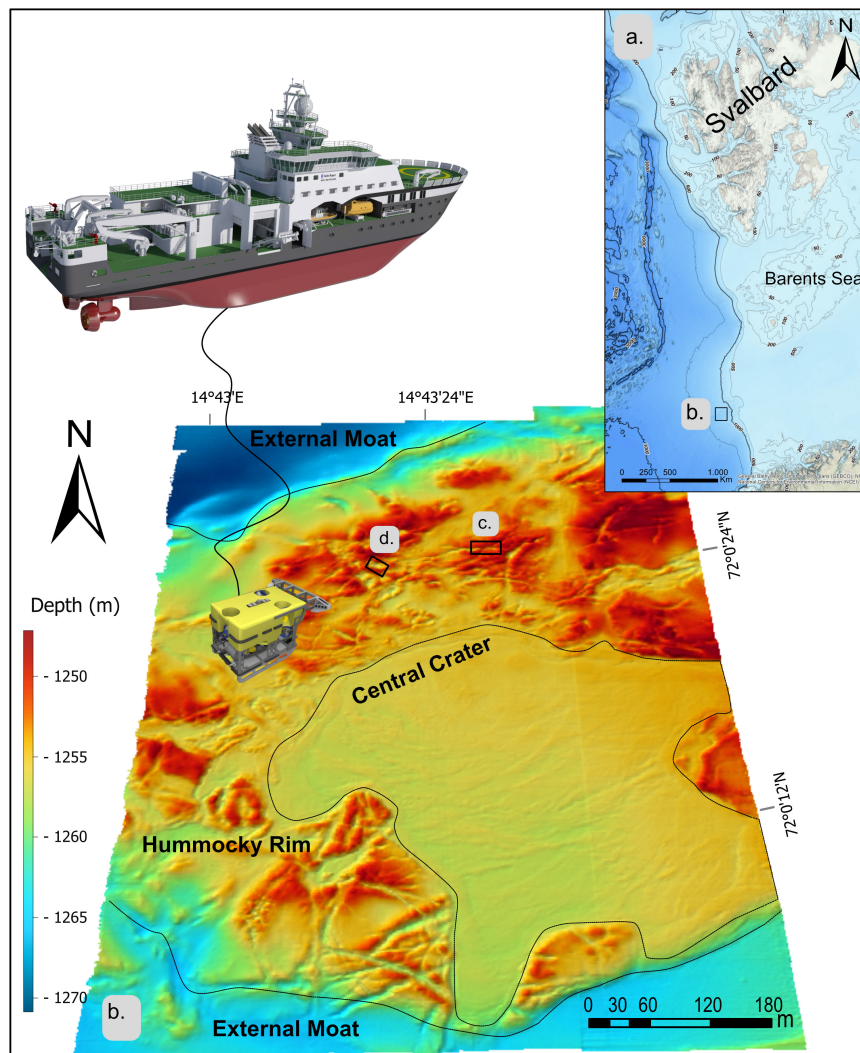 a.
N
Svalbard
Barents Sea
b.
0 250 500 1.000
Km
14°43'E
14°43'24"E
N
External Moat
d.
c.
72°0'24"N
Depth (m)
- 1250
- 1255
- 1260
- 1265
- 1270
Central Crater
72°0'12"N
Hummocky Rim
b.
External Moat
0 30 60 120 180
m